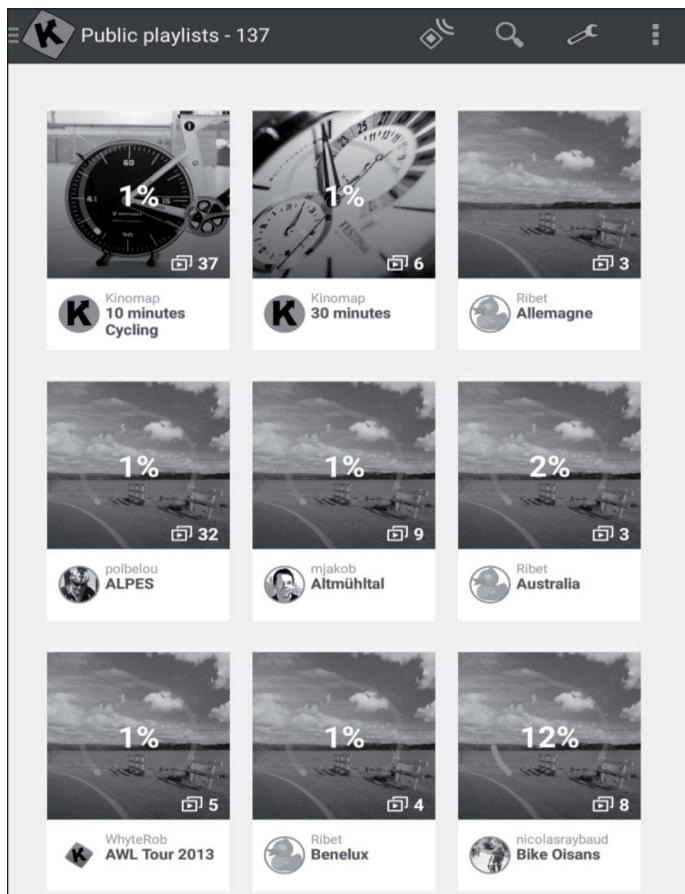 K Public playlists - 137
1%
37
Kinomap
10 minutes
Cycling
1%
6
Kinomap
30 minutes
3
Ribet
Allemagne
1%
32
polbelou
ALPES
1%
9
mjakob
Altmühltal
2%
3
Ribet
Australia
1%
5
WhyteRob
AWL Tour 2013
1%
4
Ribet
Benelux
12%
8
nicolasraybaud
Bike Oisans